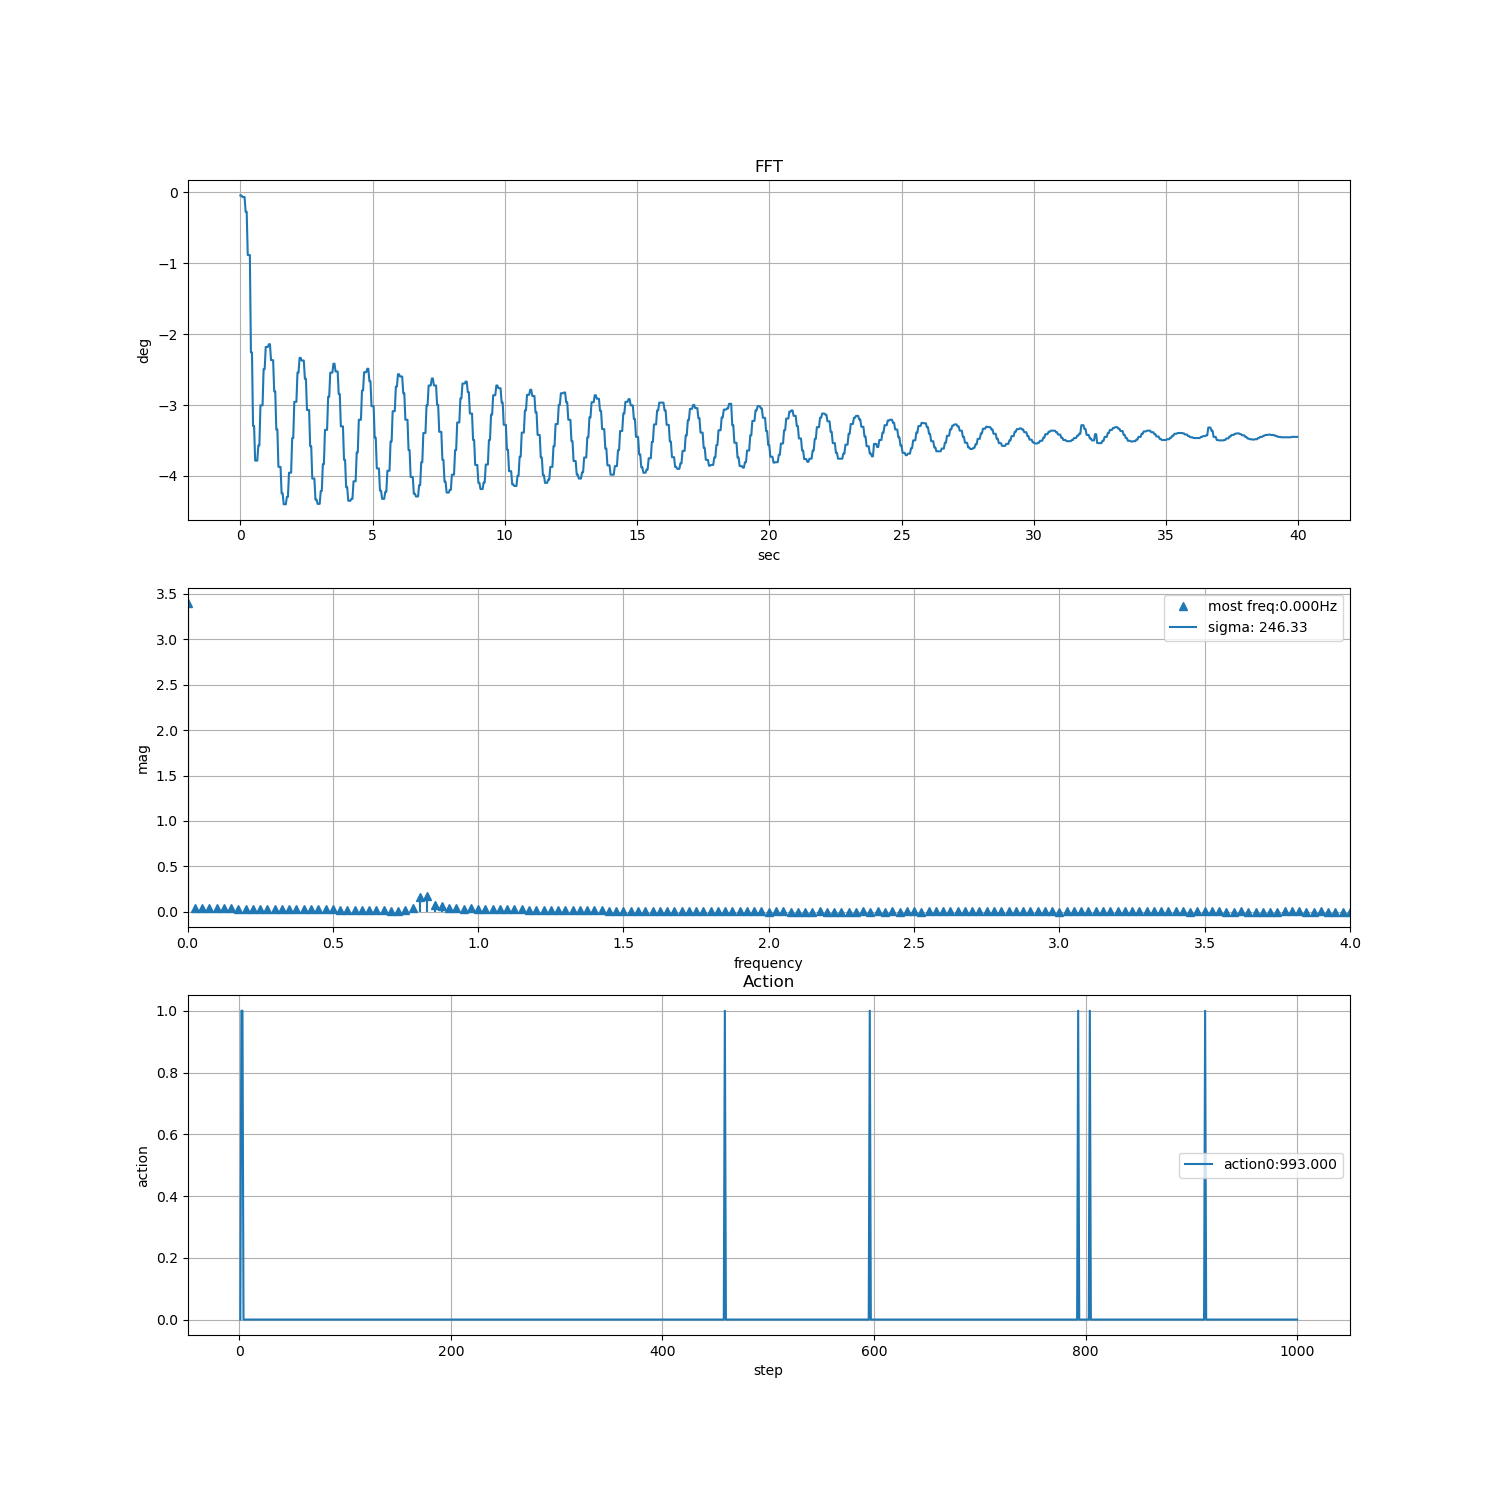 FFT
0
−1
−2
−3
−4
deg
0 5 10 15 20 25 30 35 40
sec
3.5
3.0
2.5
2.0
1.5
1.0
0.5
0.0
mag
most freq:0.000Hz
sigma: 246.33
0.0 0.5 1.0 1.5 2.0 2.5 3.0 3.5 4.0
frequency
Action
1.0
0.8
0.6
0.4
0.2
0.0
action
action0:993.000
0 200 400 600 800 1000
step